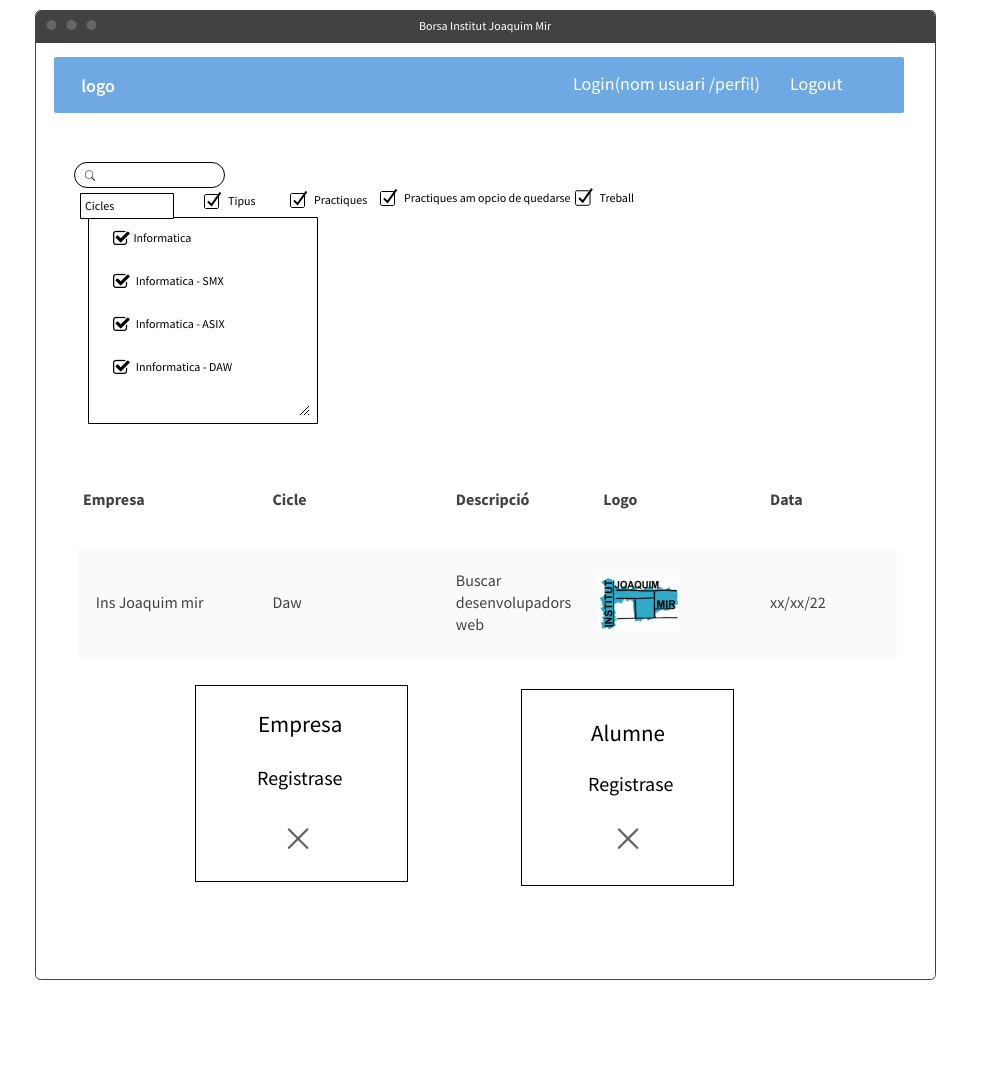 Borsa Institut Joaquim Mir
logo
Login(nom usuari /perfil)
Logout
Cicles
Tipus
Practiques
Practiques am opcio de quedarse
Treball
Informatica
Informatica - SMX
Informatica - ASIX
Innformatica - DAW
Empresa
Cicle
Descripció
Logo
Data
Ins Joaquim mir
Daw
Buscar
desenvolupadors
web
INSTITUT
JOAQUIM
MIR
xx/xx/22
Empresa
Registrase
Alumne
Registrase